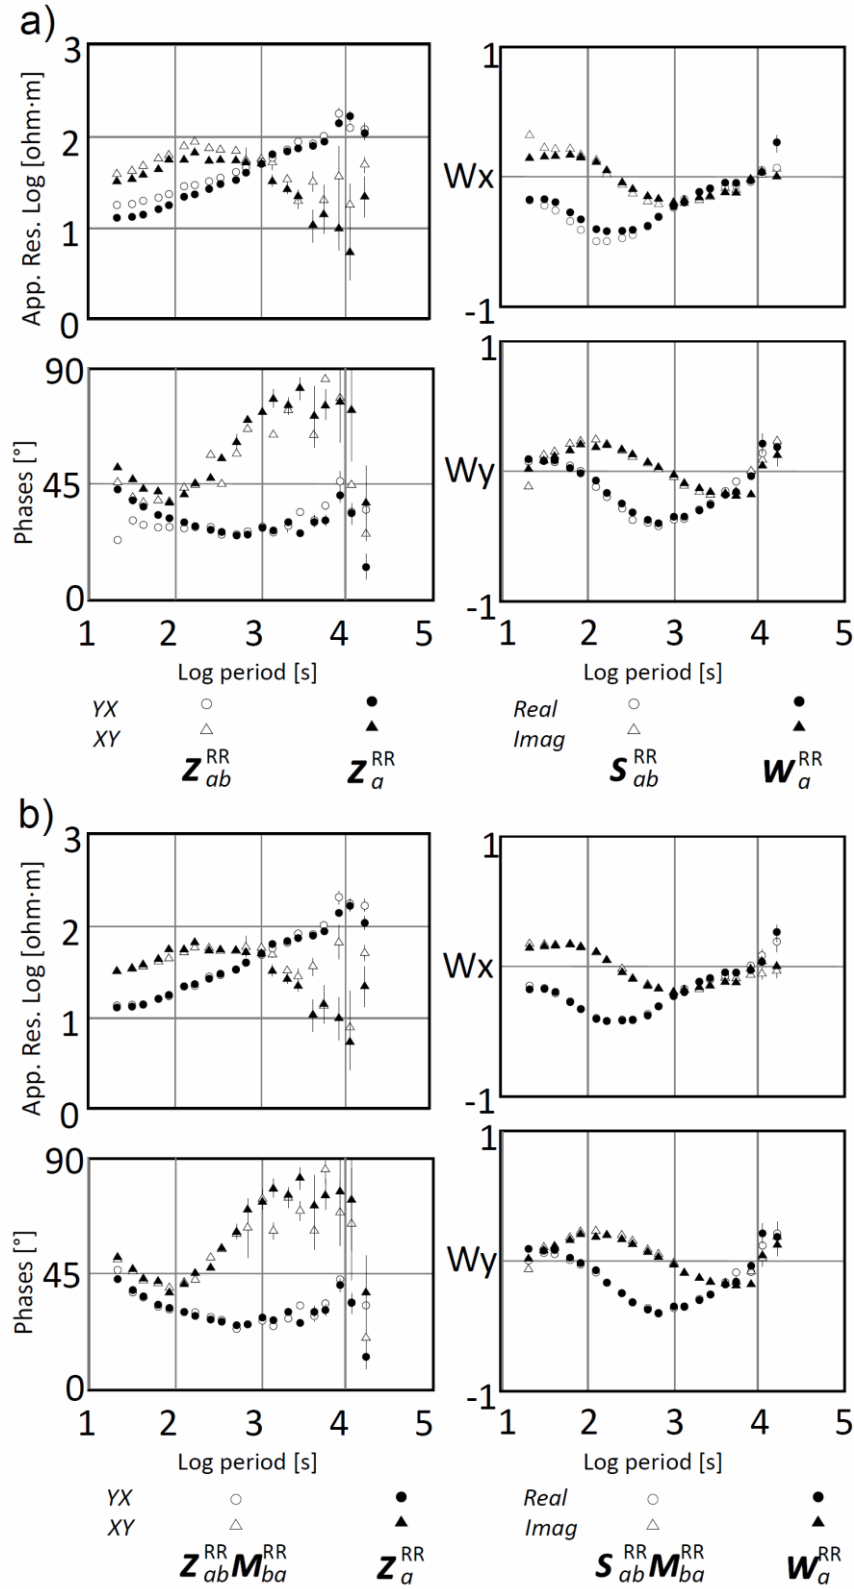 a)
3
2
1
0
App. Res. Log [ohm·m]
1
Wx
-1
90
45
0
Phases [°]
1 2 3 4 5
Log period [s]
1
Wy
-1
1 2 3 4 5
Log period [s]
YX
XY
Z ab RR
Z a RR
Real
Imag
S ab RR
W a RR
b)
3
2
1
0
App. Res. Log [ohm·m]
1
Wx
-1
90
45
0
Phases [°]
1 2 3 4 5
Log period [s]
1
Wy
-1
1 2 3 4 5
Log period [s]
YX
XY
Z ab RR M ba RR
Z a RR
Real
Imag
S ab RR M ba RR
W a RR